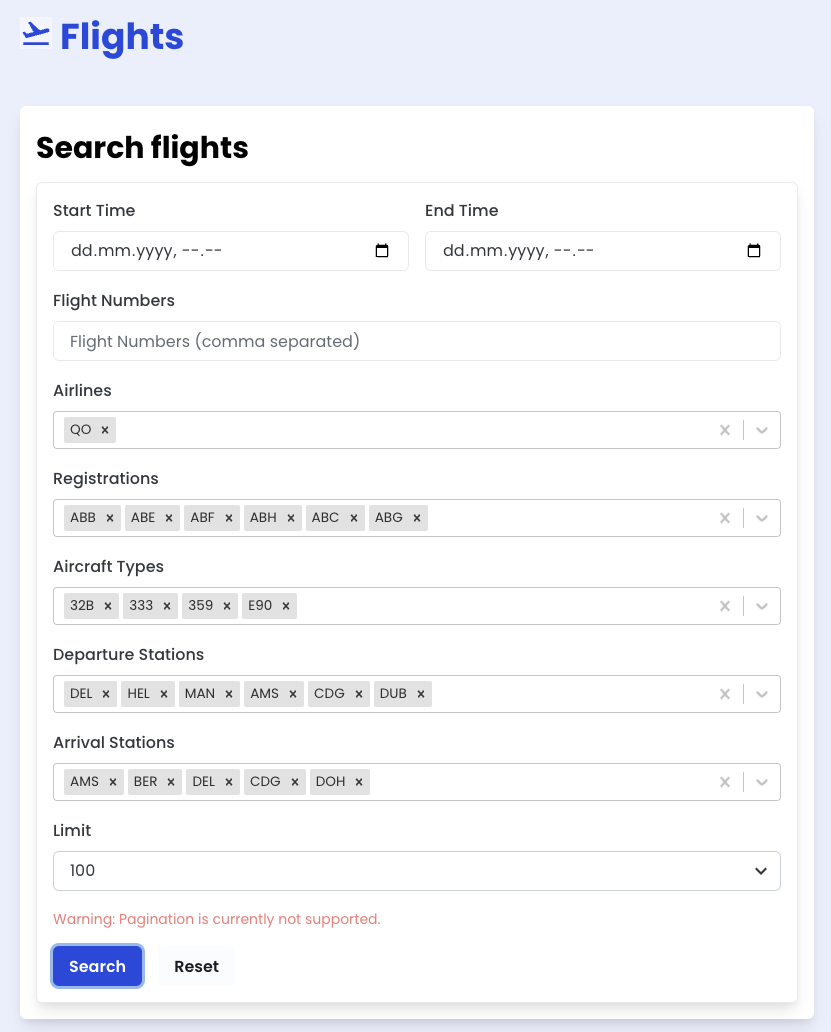 Flights
Search flights
Start Time End Time
dd.mm.yyyy, --.-- dd.mm.yyyy, --.--
Flight Numbers
Flight Numbers (comma separated)
Airlines
QO ×
Registrations
ABB × ABE × ABF × ABH × ABC × ABG ×
Aircraft Types
32B × 333 × 359 × E90 ×
Departure Stations
DEL × HEL × MAN × AMS × CDG × DUB ×
Arrival Stations
AMS × BER × DEL × CDG × DOH ×
Limit
100
Warning: Pagination is currently not supported.
Search Reset